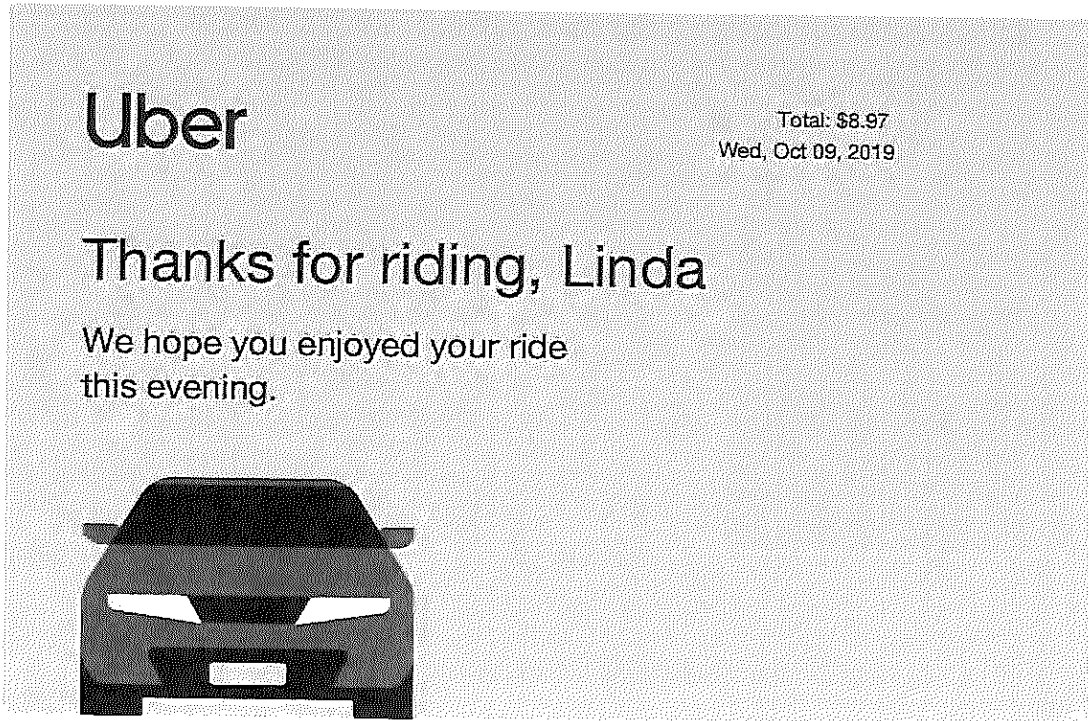 Uber
Total: $8.97
Wed, Oct 09, 2019
Thanks for riding, Linda
We hope you enjoyed your ride
this evening.